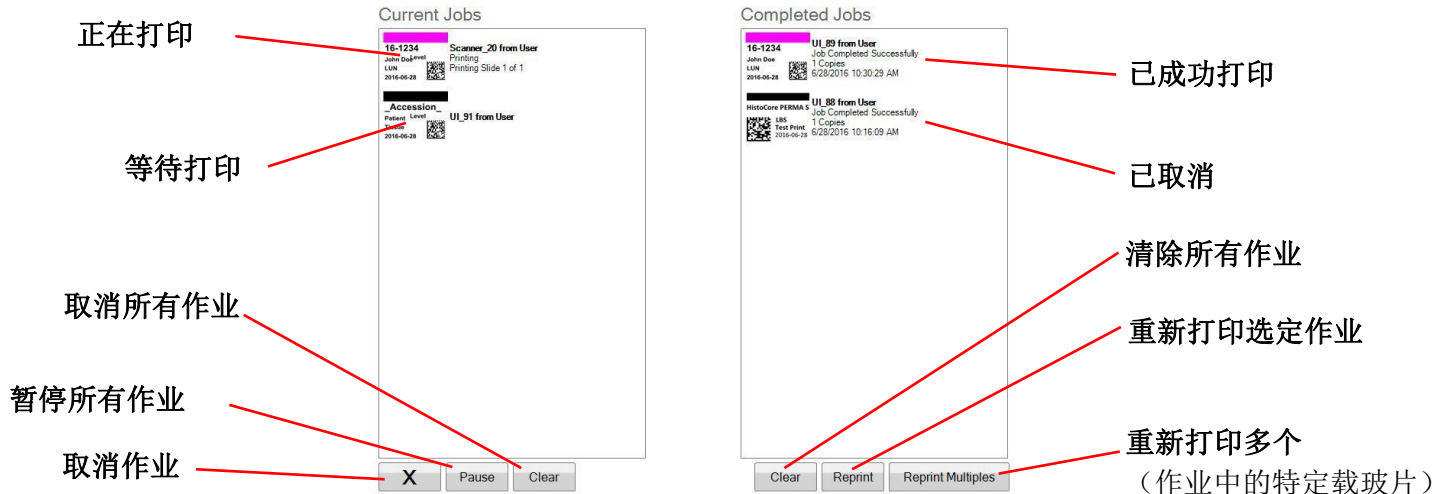 Current Jobs
Completed Jobs
正在打印
16-1234
John Doe
Level
LUN
2016-06-28
Scanner_20 from User
Printing
Printing Slide 1 of 1
_Accession_
Patient Level
Tissue
2016-06-28
UI_91 from User
等待打印
16-1234
John Doe
Level
LUN
2016-06-28
UI_89 from User
Job Completed Successfully
1 Copies
6/28/2016 10:30:29 AM
已成功打印
HistoCore PERMA S
LBS
Test Print
2016-06-28
UI_88 from User
Job Completed Successfully
1 Copies
6/28/2016 10:16:09 AM
已取消
清除所有作业
取消所有作业
重新打印选定作业
暂停所有作业
重新打印多个
（作业中的特定载玻片）
取消作业
X
Pause
Clear
Clear
Reprint
Reprint Multiples